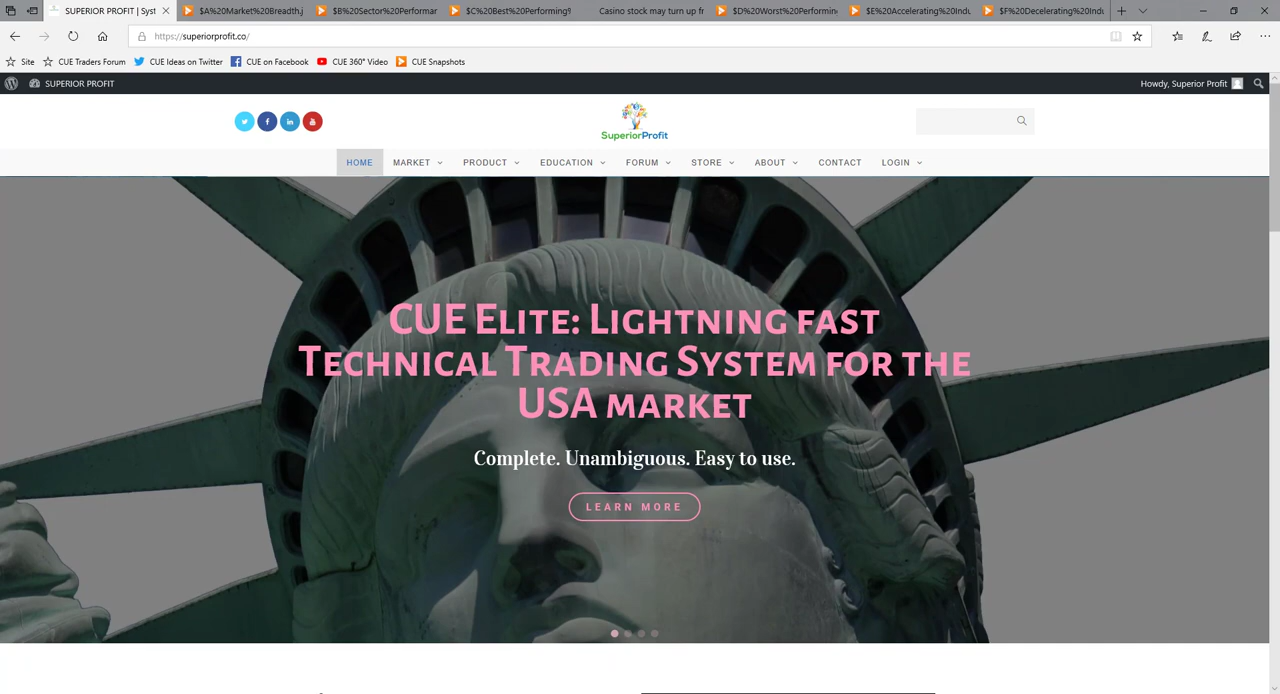 SUPERIOR PROFIT | Syst
$A%20Market%20Breadth.j
$B%20Sector%20Performar
$C%20Best%20Performing%
Casino stock may turn up fr
$D%20Worst%20Performin
$E%20Accelerating%20Indu
$F%20Decelerating%20Indu
https://superiorprofit.co/
Site CUE Traders Forum CUE Ideas on Twitter CUE on Facebook CUE 360° Video CUE Snapshots
SUPERIOR PROFIT
Howdy, Superior Profit
SuperiorProfit
HOME MARKET PRODUCT EDUCATION FORUM STORE ABOUT CONTACT LOGIN
CUE Elite: Lightning fast
Technical Trading System for the
USA market
Complete. Unambiguous. Easy to use.
LEARN MORE